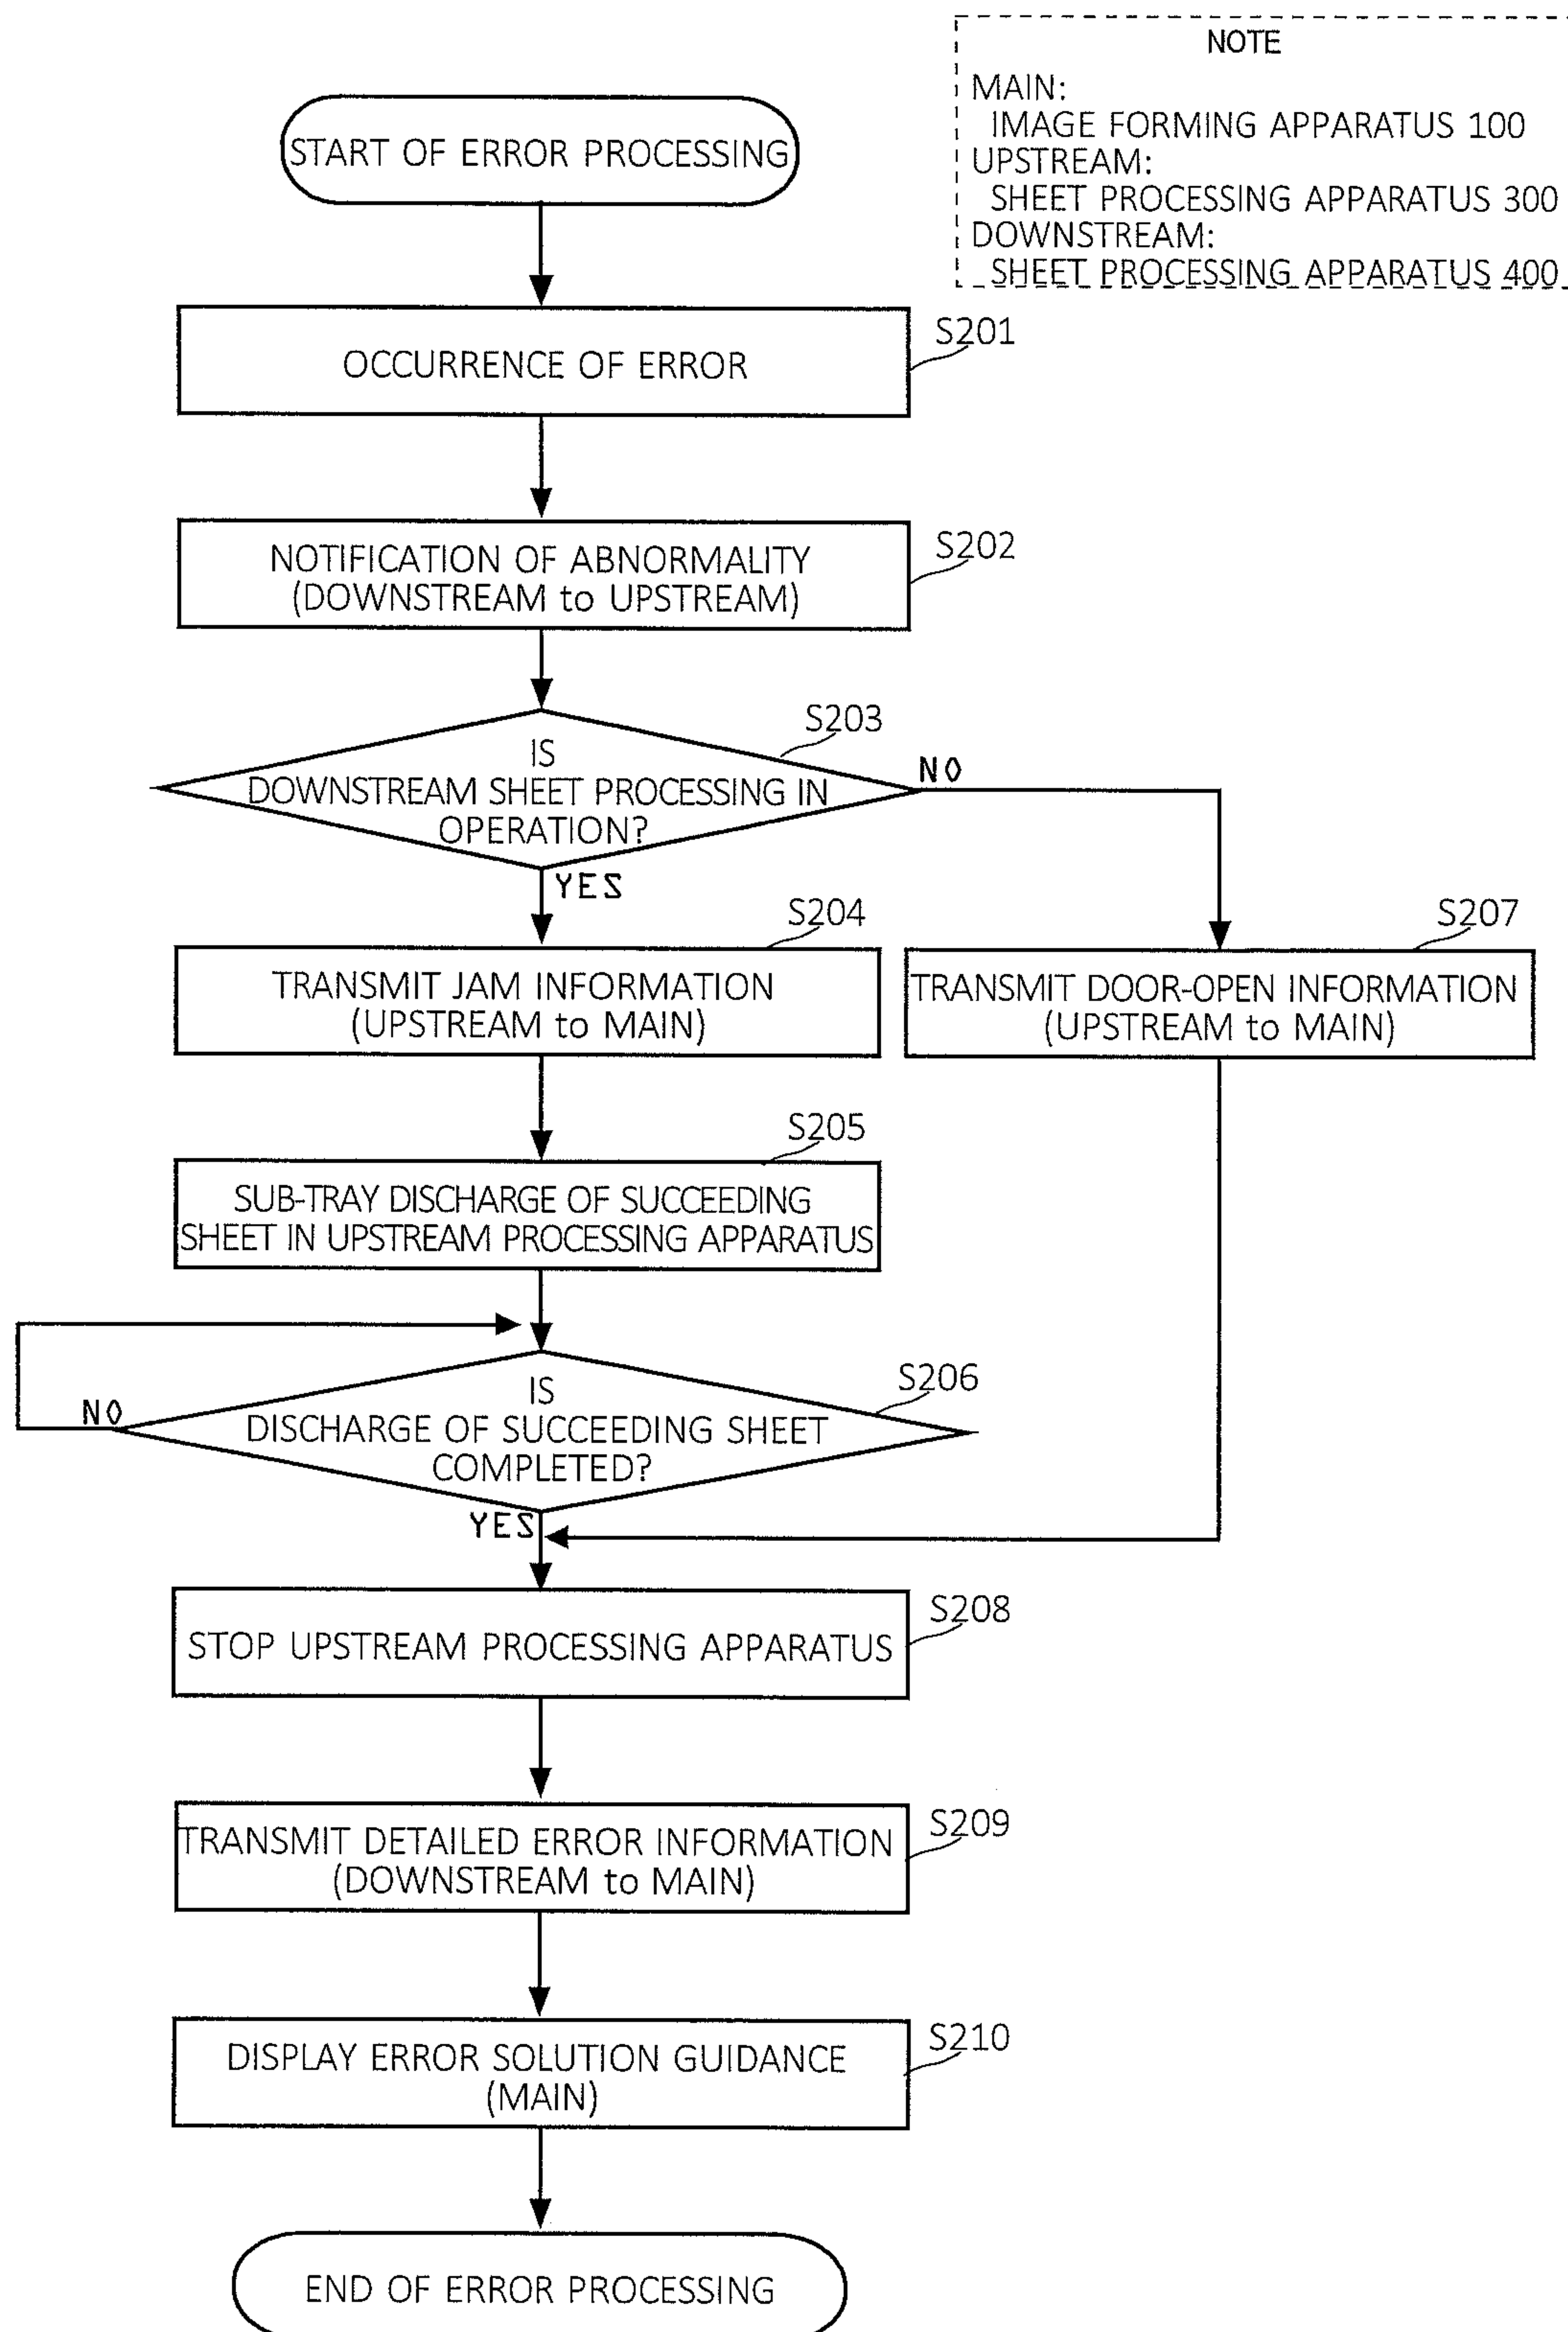 NOTE
MAIN:
IMAGE FORMING APPARATUS 100
UPSTREAM:
SHEET PROCESSING APPARATUS 300
DOWNSTREAM:
SHEET PROCESSING APPARATUS 400
START OF ERROR PROCESSING
S201
OCCURRENCE OF ERROR
S202
NOTIFICATION OF ABNORMALITY
(DOWNSTREAM to UPSTREAM)
S203
IS
DOWNSTREAM SHEET PROCESSING IN
OPERATION?
NO
YES
S204
TRANSMIT JAM INFORMATION
(UPSTREAM to MAIN)
S207
TRANSMIT DOOR-OPEN INFORMATION
(UPSTREAM to MAIN)
S205
SUB-TRAY DISCHARGE OF SUCCEEDING
SHEET IN UPSTREAM PROCESSING APPARATUS
S206
IS
DISCHARGE OF SUCCEEDING SHEET
COMPLETED?
NO
YES
S208
STOP UPSTREAM PROCESSING APPARATUS
S209
TRANSMIT DETAILED ERROR INFORMATION
(DOWNSTREAM to MAIN)
S210
DISPLAY ERROR SOLUTION GUIDANCE
(MAIN)
END OF ERROR PROCESSING